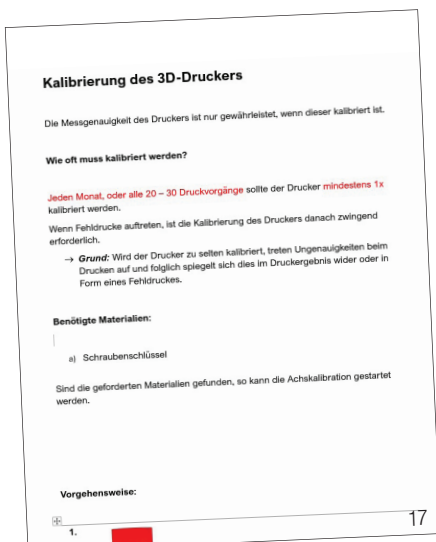 Kalibrierung des 3D-Druckers
Die Messgenauigkeit des Druckers ist nur gewährleistet, wenn dieser kalibriert ist.
Wie oft muss kalibriert werden?
Jeden Monat, oder alle 20 – 30 Druckvorgänge sollte der Drucker mindestens 1x
kalibriert werden.
Wenn Fehldrucke auftreten, ist die Kalibrierung des Druckers danach zwingend
erforderlich.
→ Grund: Wird der Drucker zu selten kalibriert, treten Ungenauigkeiten beim
Drucken auf und folglich spiegelt sich dies im Druckergebnis wider oder in
Form eines Fehldruckes.
Benötigte Materialien:
a) Schraubenschlüssel
Sind die geforderten Materialien gefunden, so kann die Achskalibration gestartet
werden.
Vorgehensweise:
1.
17